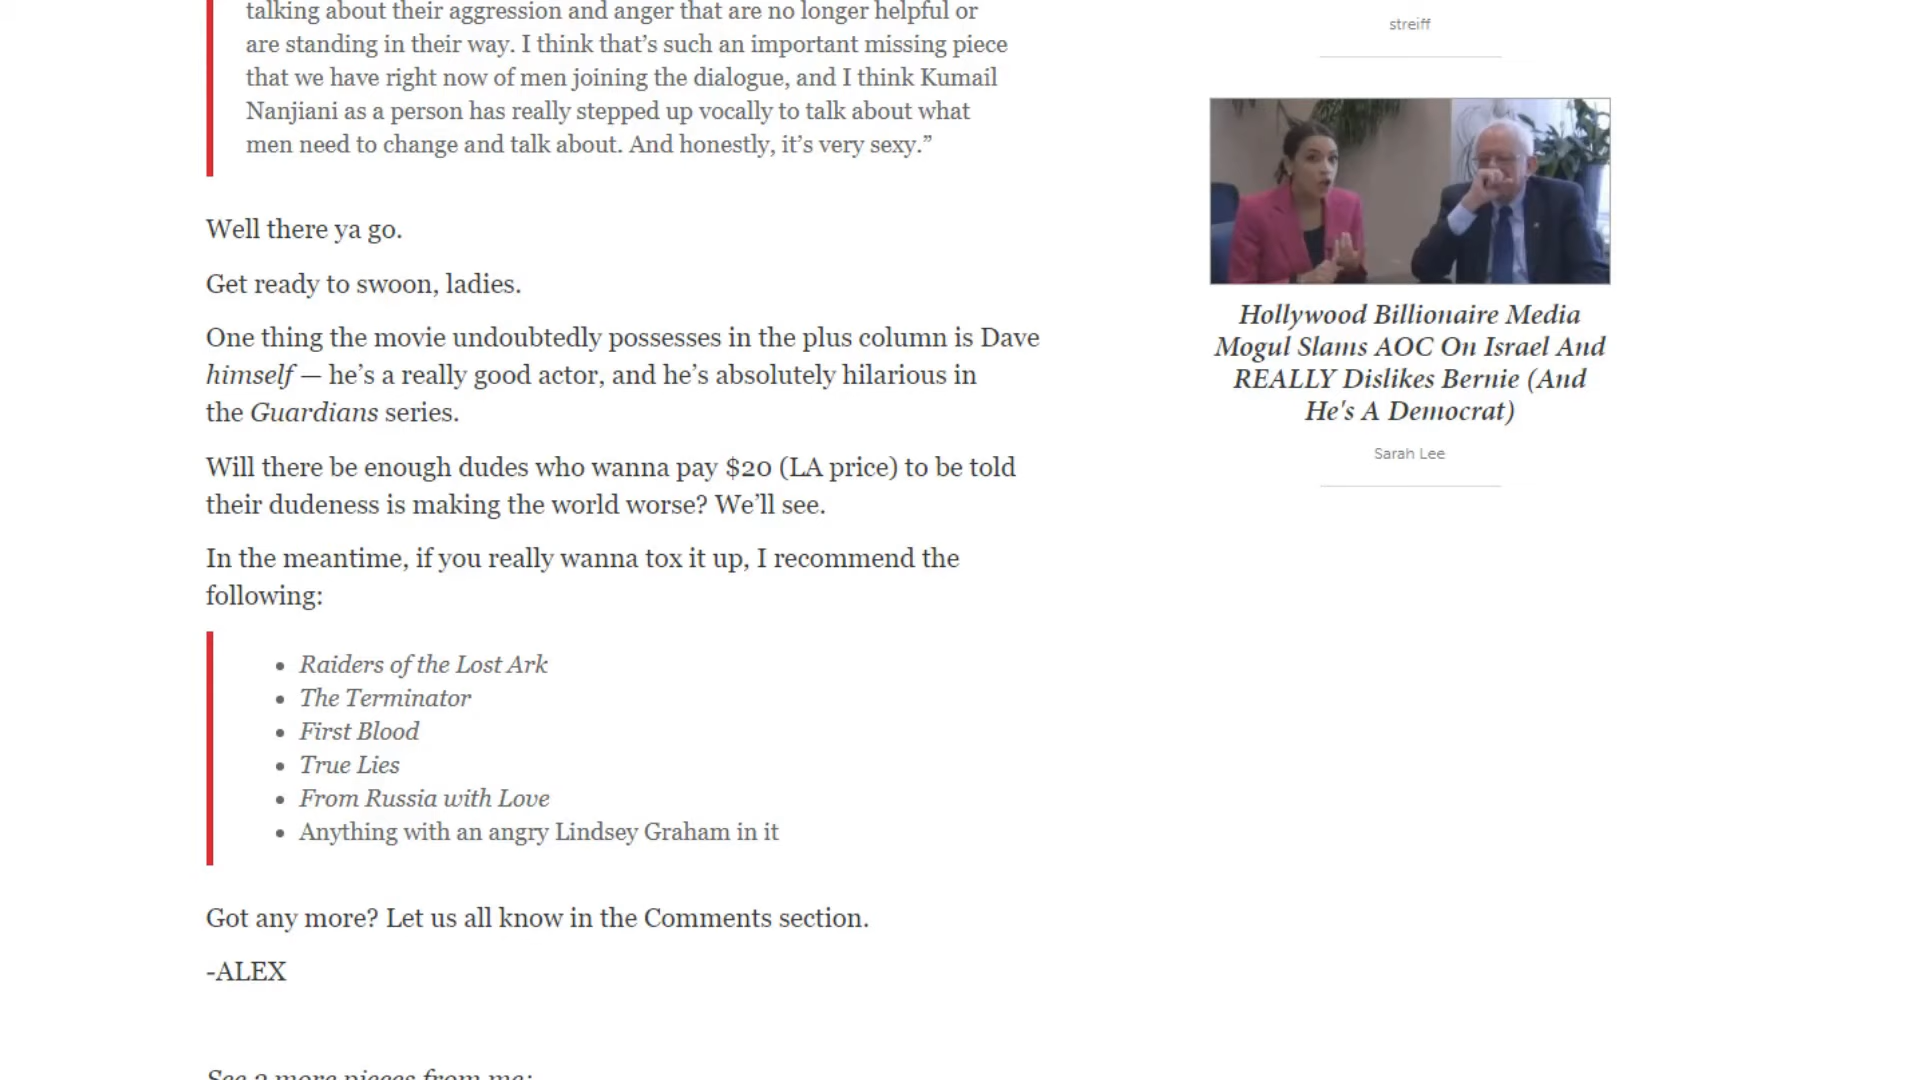 talking about their aggression and anger that are no longer helpful or
are standing in their way. I think that’s such an important missing piece
that we have right now of men joining the dialogue, and I think Kumail
Nanjiani as a person has really stepped up vocally to talk about what
men need to change and talk about. And honestly, it’s very sexy.”
Well there ya go.
Get ready to swoon, ladies.
One thing the movie undoubtedly possesses in the plus column is Dave
himself — he’s a really good actor, and he’s absolutely hilarious in
the Guardians series.
Will there be enough dudes who wanna pay $20 (LA price) to be told
their dudeness is making the world worse? We’ll see.
In the meantime, if you really wanna tox it up, I recommend the
following:
• Raiders of the Lost Ark
• The Terminator
• First Blood
• True Lies
• From Russia with Love
• Anything with an angry Lindsey Graham in it
Got any more? Let us all know in the Comments section.
-ALEX
See 3 more pieces from me:
streiff
Hollywood Billionaire Media
Mogul Slams AOC On Israel And
REALLY Dislikes Bernie (And
He's A Democrat)
Sarah Lee